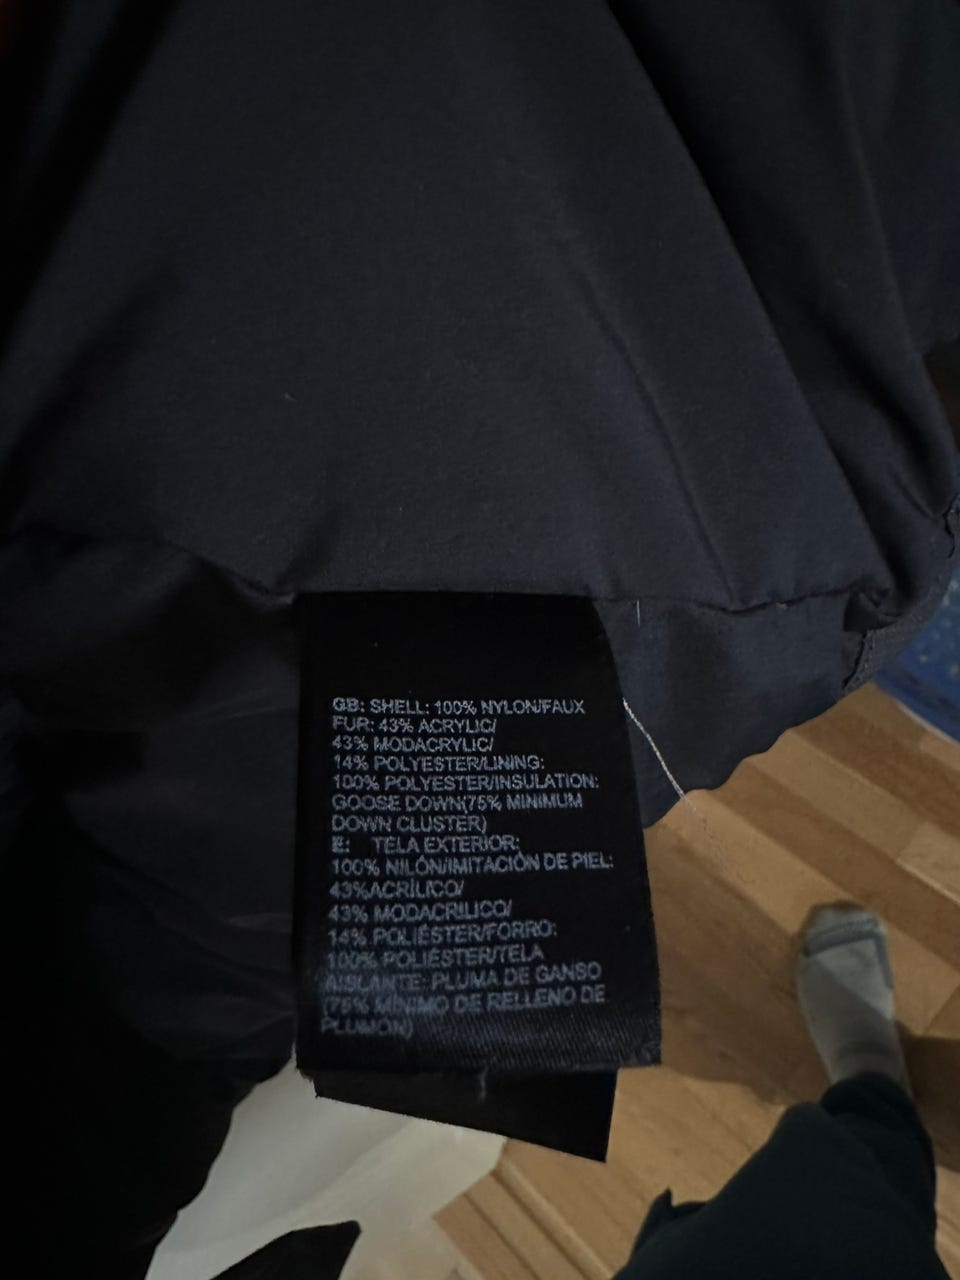 GB: SHELL: 100% NYLON/FAUX
FUR: 43% ACRYLIC/
43% MODACRYLIC/
14% POLYESTER/LINING:
100% POLYESTER/INSULATION:
GOOSE DOWN(75% MINIMUM
DOWN CLUSTER)
E: TELA EXTERIOR:
100% NILÓN/IMITACIÓN DE PIEL:
43%ACRÍLICO/
43% MODACRILICO/
14% POLIÉSTER/FORRO:
100% POLIÉSTER/TELA
AISLANTE: PLUMA DE GANSO
(75% MÍNIMO DE RELLENO DE
PLUMÓN)